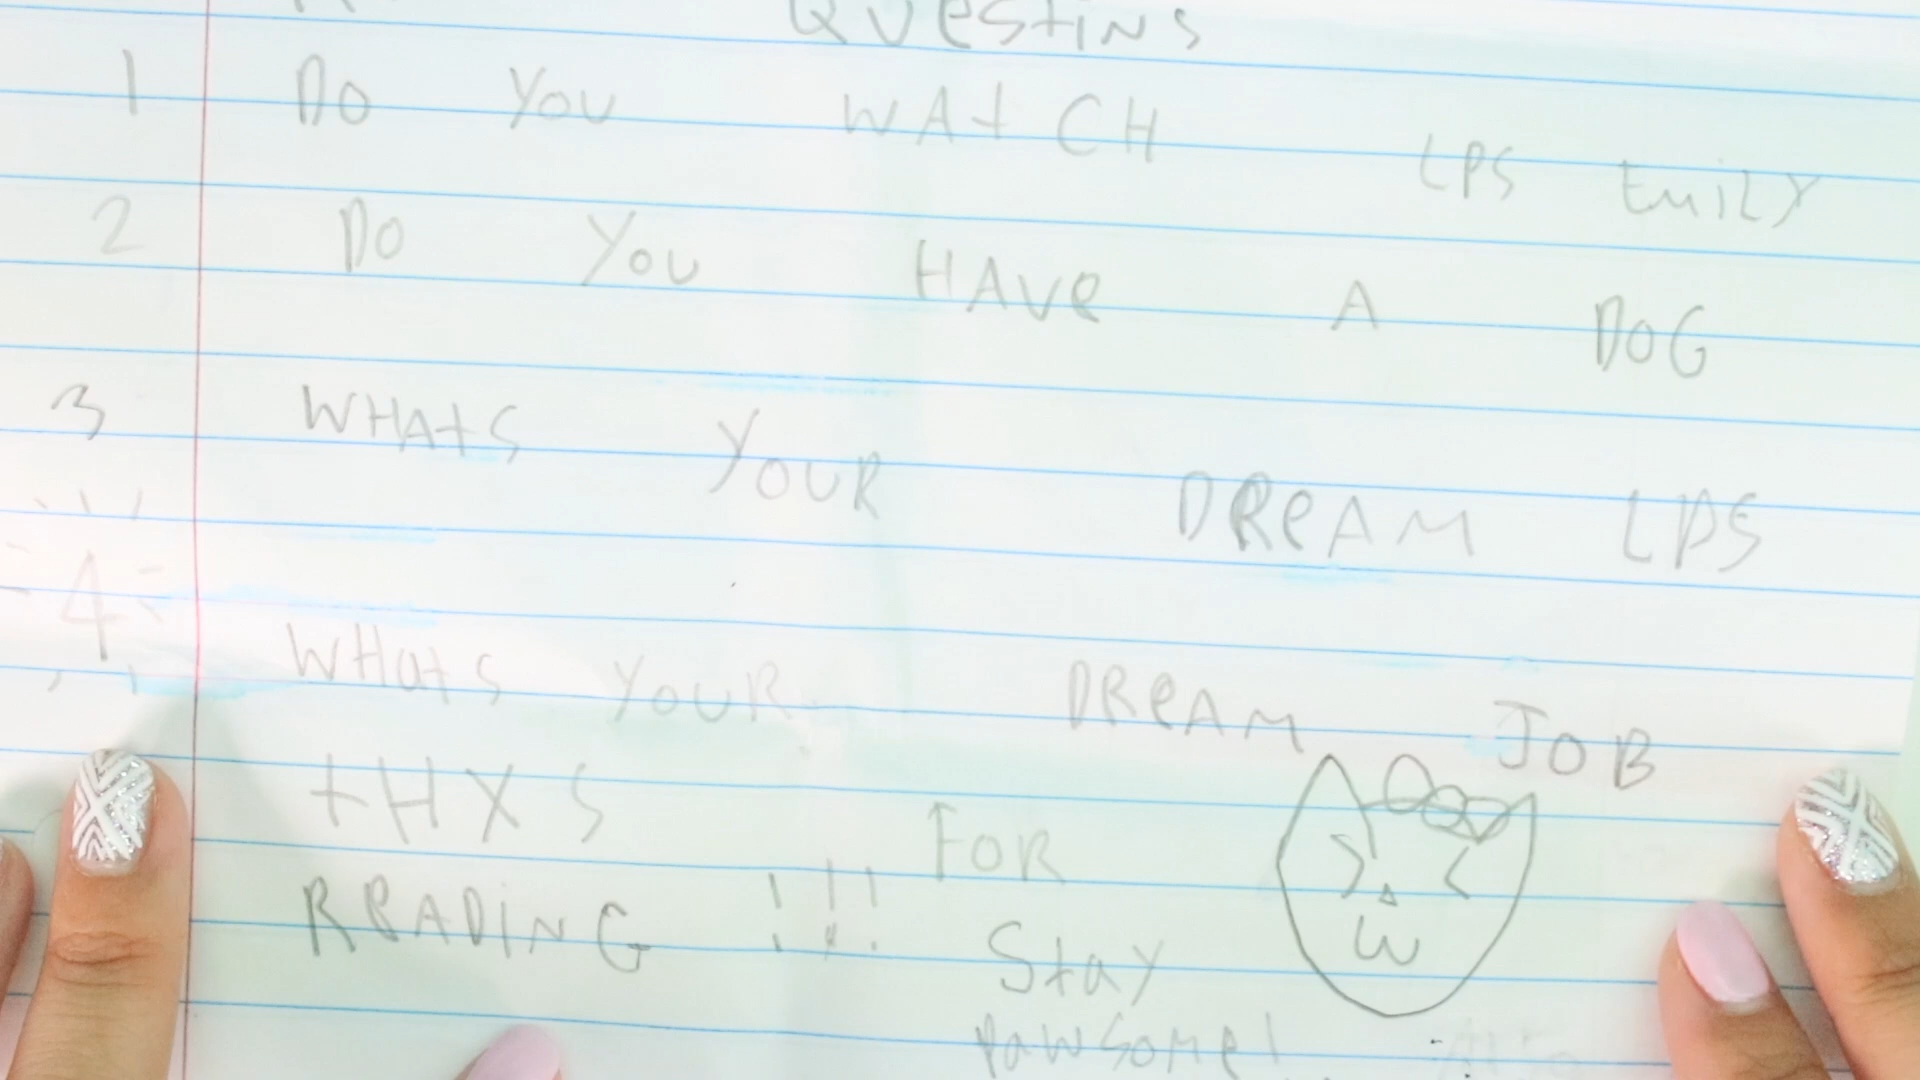 QUEStiNS
1 DO YOU WAtCH LPS EmiLY
2 DO YOU HAVe A DOG
3 WHAtS YOUR DReAM LPS
4 WHatS YOUR DReAM JOB
tHXS FOR
ReADiNG !!!
Stay
pawsome!